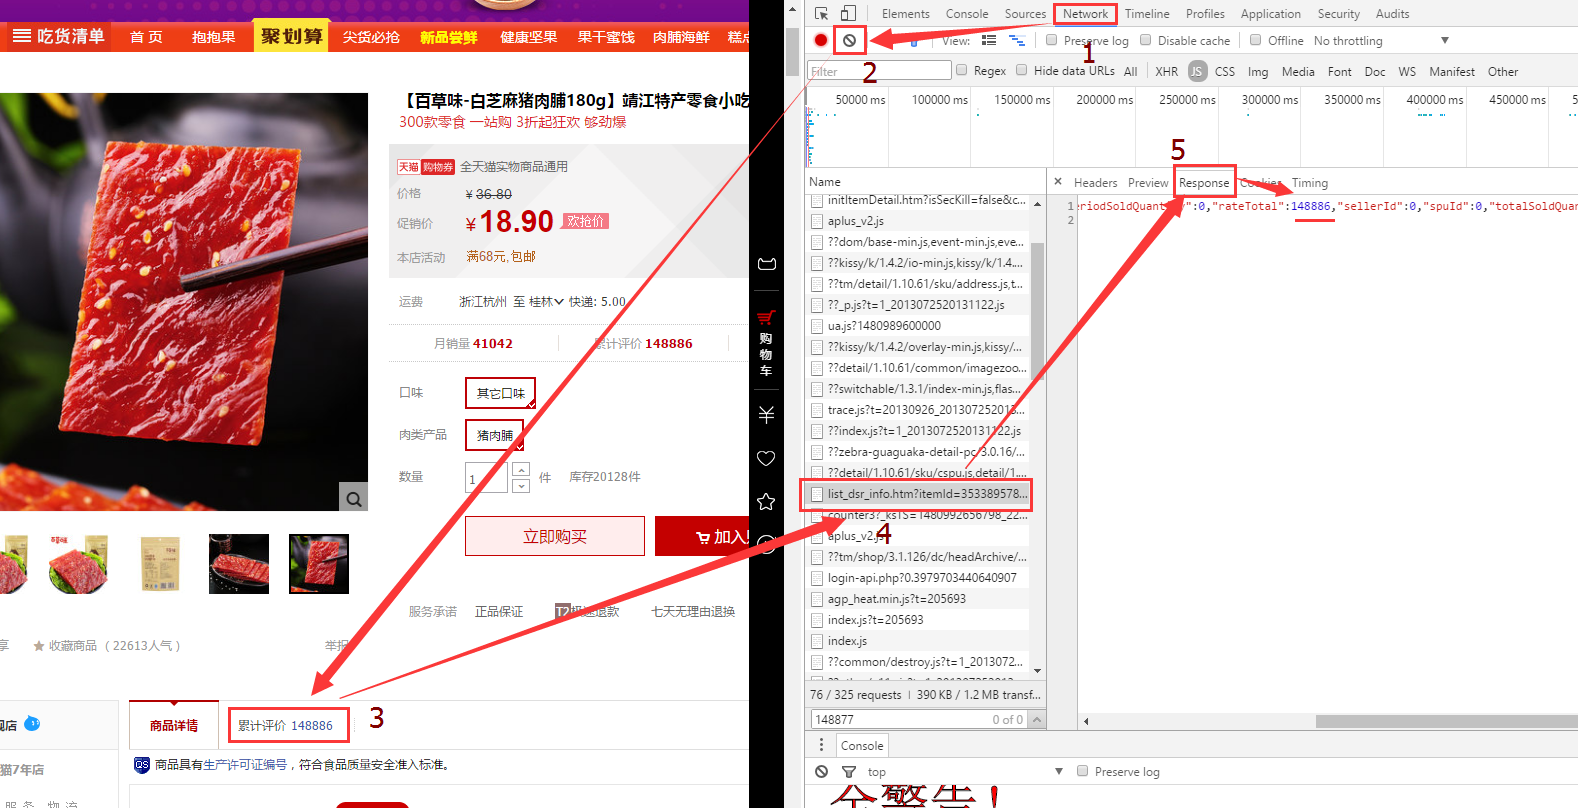 吃货清单 首 页 抱抱果 聚划算 尖货必抢 新品尝鲜 健康坚果 果干蜜饯 肉脯海鲜 糕点
【百草味-白芝麻猪肉脯180g】靖江特产零食小吃
300款零食 一站购 3折起狂欢 够劲爆
天猫 购物券 全天猫实物商品通用
价格 ¥ 36.80
促销价 ¥ 18.90 欢抢价
本店活动 满68元,包邮
运费 浙江杭州 至 桂林 快递: 5.00
月销量 41042 累计评价 148886
口味 其它口味
肉类产品 猪肉脯
数量 1 件 库存20128件
立即购买 加入
服务承诺 正品保证 极速退款 七天无理由退换
享 收藏商品 ( 22613人气 ) 举报
商品详情 累计评价 148886 3
商品具有生产许可证编号，符合食品质量安全准入标准。
QS
舰店
猫7年店
服 务 物 流
购物车
Elements Console Sources Network Timeline Profiles Application Security Audits
View: Preserve log Disable cache Offline No throttling
1
2
Filter Regex Hide data URLs All XHR JS CSS Img Media Font Doc WS Manifest Other
50000 ms 100000 ms 150000 ms 200000 ms 250000 ms 300000 ms 350000 ms 400000 ms 450000 ms 5
5
Name × Headers Preview Response Cookies Timing
1 eriodSoldQuantity":0,"rateTotal":148886,"sellerId":0,"spuId":0,"totalSoldQuan
2
initItemDetail.htm?isSecKill=false&c...
aplus_v2.js
??dom/base-min.js,event-min.js,eve...
??kissy/k/1.4.2/io-min.js,kissy/k/1.4....
??tm/detail/1.10.61/sku/address.js,t...
??_p.js?t=1_2013072520131122.js
ua.js?1480989600000
??kissy/k/1.4.2/overlay-min.js,kissy/...
??detail/1.10.61/common/imagezoo...
??switchable/1.3.1/index-min.js,flas...
trace.js?t=20130926_201307252013...
??index.js?t=1_2013072520131122.js
??zebra-guaguaka-detail-pc/3.0.16/...
??detail/1.10.61/sku/cspu.js,detail/1....
list_dsr_info.htm?itemId=353389578...
counter3?_ksTS=1480992656798_22...
4
aplus_v2.js
??tm/shop/3.1.126/dc/headArchive/...
login-api.php?0.3979703440640907
agp_heat.min.js?t=205693
index.js?t=205693
index.js
??common/destroy.js?t=1_2013072...
76 / 325 requests | 390 KB / 1.2 MB transf...
148877 0 of 0
Console
top Preserve log
全警告！